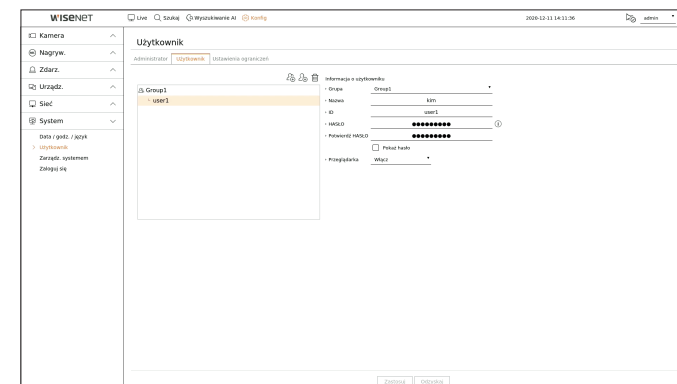 WISENET
Live Szukaj Wyszukiwanie AI Konfig
2020-12-11 14:11:36
admin
Kamera
Nagryw.
Zdarz.
Urządz.
Sieć
System
Data / godz. / język
Użytkownik
Zarządz. systemem
Zaloguj się
Użytkownik
Administrator Użytkownik Ustawienia ograniczeń
Group1
user1
Informacja o użytkowniku
Grupa Group1
Nazwa kim
ID user1
HASŁO ●●●●●●●●●
Potwierdź HASŁO ●●●●●●●●●
Pokaż hasło
Przeglądarka Włącz
Zastosuj Odzyskaj